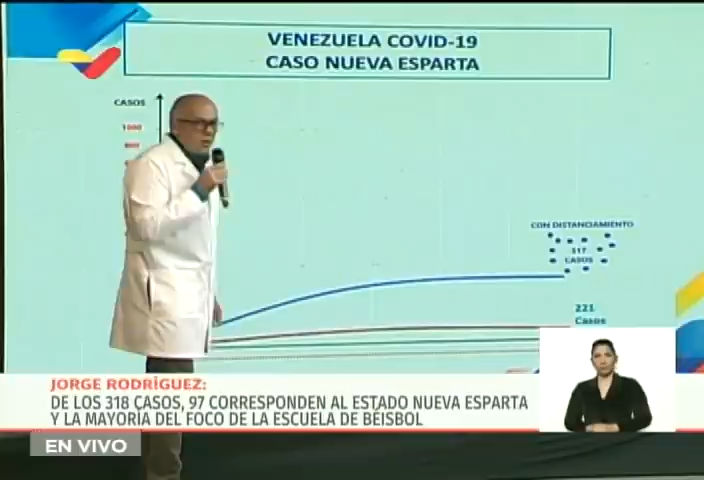 VENEZUELA COVID-19
CASO NUEVA ESPARTA
CASOS
1000
CON DISTANCIAMIENTO
317
CASOS
221
Casos
JORGE RODRÍGUEZ:
DE LOS 318 CASOS, 97 CORRESPONDEN AL ESTADO NUEVA ESPARTA
Y LA MAYORÍA DEL FOCO DE LA ESCUELA DE BÉISBOL
EN VIVO